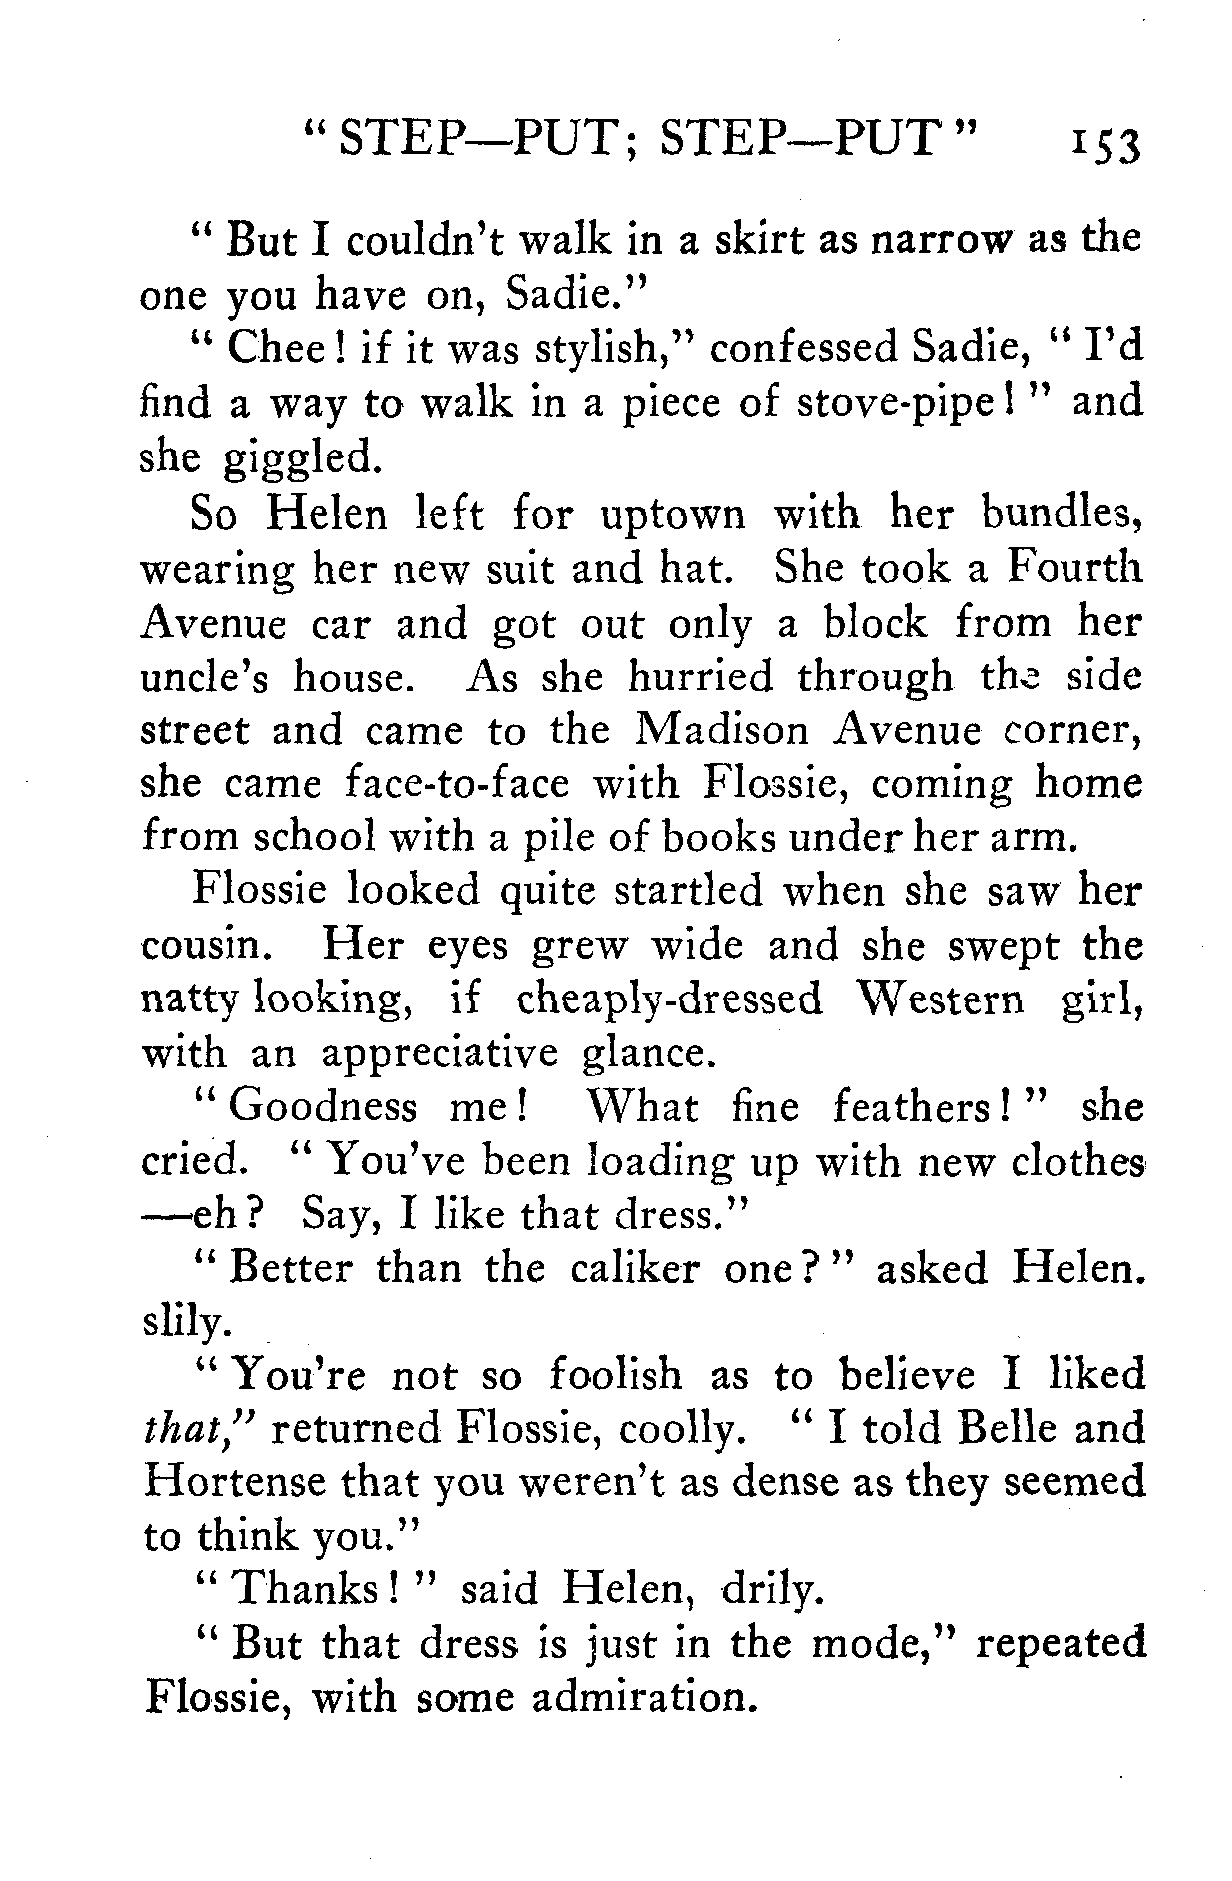 “ STEP—PUT; STEP—PUT ” 153
“ But I couldn’t walk in a skirt as narrow as the
one you have on, Sadie.”
“ Chee ! if it was stylish,” confessed Sadie, “ I’d
find a way to walk in a piece of stove-pipe ! ” and
she giggled.
So Helen left for uptown with her bundles,
wearing her new suit and hat. She took a Fourth
Avenue car and got out only a block from her
uncle’s house. As she hurried through the side
street and came to the Madison Avenue corner,
she came face-to-face with Flossie, coming home
from school with a pile of books under her arm.
Flossie looked quite startled when she saw her
cousin. Her eyes grew wide and she swept the
natty looking, if cheaply-dressed Western girl,
with an appreciative glance.
“ Goodness me ! What fine feathers ! ” she
cried. “ You’ve been loading up with new clothes
—eh ? Say, I like that dress.”
“ Better than the caliker one ? ” asked Helen.
slily.
“ You’re not so foolish as to believe I liked
that,” returned Flossie, coolly. “ I told Belle and
Hortense that you weren’t as dense as they seemed
to think you.”
“ Thanks ! ” said Helen, drily.
“ But that dress is just in the mode,” repeated
Flossie, with some admiration.